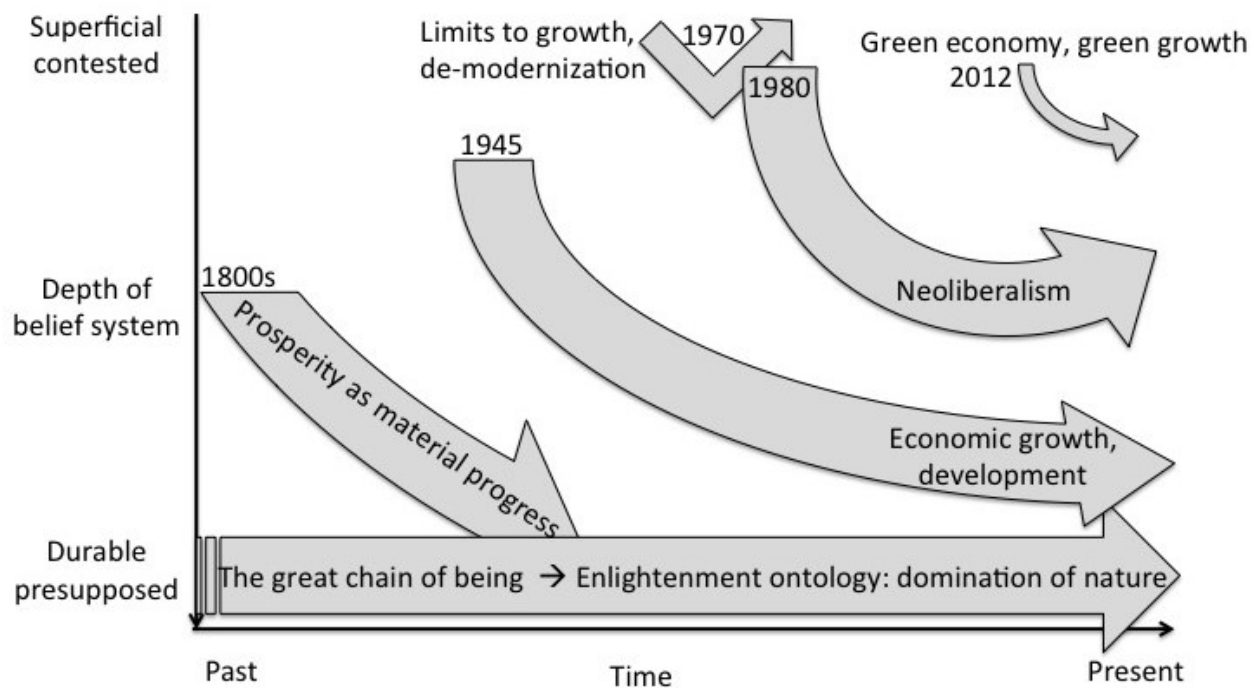 Superficial
contested
Limits to growth,
de-modernization
1970
Green economy, green growth
2012
1980
1945
Depth of
belief system
1800s
Prosperity as material progress
Neoliberalism
Economic growth,
development
Durable
presupposed
The great chain of being → Enlightenment ontology: domination of nature
Past
Time
Present